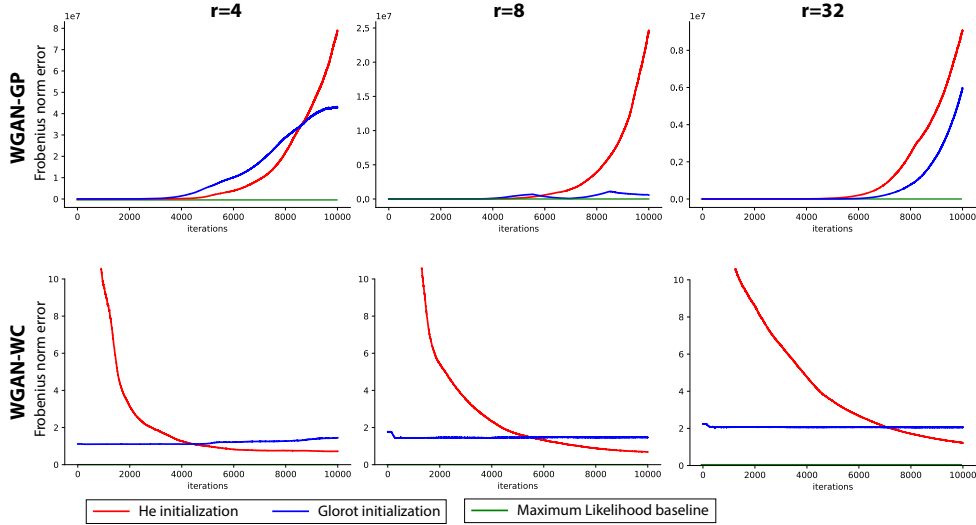 r=4 r=8 r=32
1e7 1e7 1e7
WGAN-GP
Frobenius norm error
8
7
6
5
4
3
2
1
0
2.5
2.0
1.5
1.0
0.5
0.0
0.8
0.6
0.4
0.2
0.0
0 2000 4000 6000 8000 10000
0 2000 4000 6000 8000 10000
0 2000 4000 6000 8000 10000
iterations iterations iterations
WGAN-WC
Frobenius norm error
10
8
6
4
2
0
10
8
6
4
2
0
10
8
6
4
2
0
0 2000 4000 6000 8000 10000
0 2000 4000 6000 8000 10000
0 2000 4000 6000 8000 10000
iterations iterations iterations
He initialization Glorot initialization Maximum Likelihood baseline